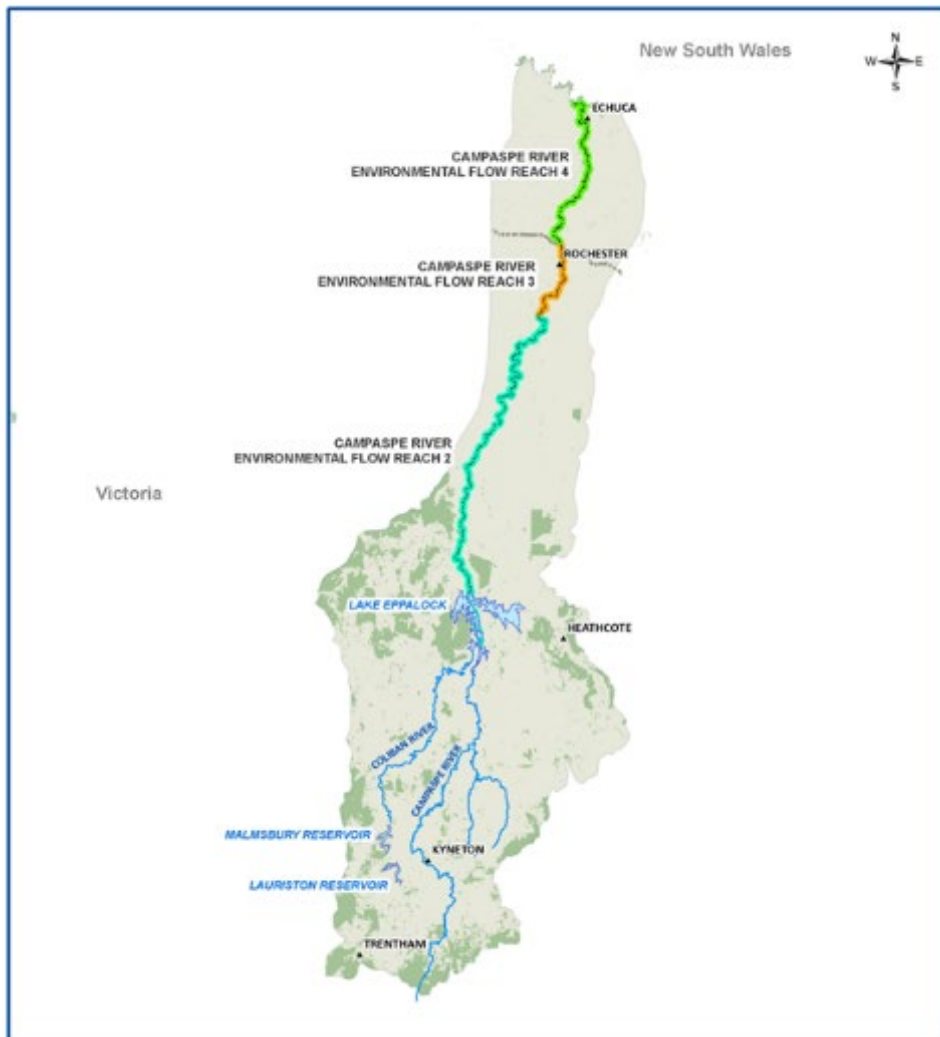 New South Wales
N
W E
S
ECHUCA
CAMPASPE RIVER
ENVIRONMENTAL FLOW REACH 4
ROCHESTER
CAMPASPE RIVER
ENVIRONMENTAL FLOW REACH 3
CAMPASPE RIVER
ENVIRONMENTAL FLOW REACH 2
Victoria
LAKE EPPALOCK
HEATHCOTE
COLIBAN RIVER
CAMPASPE RIVER
MALMSBURY RESERVOIR
KYNETON
LAURISTON RESERVOIR
TRENTHAM